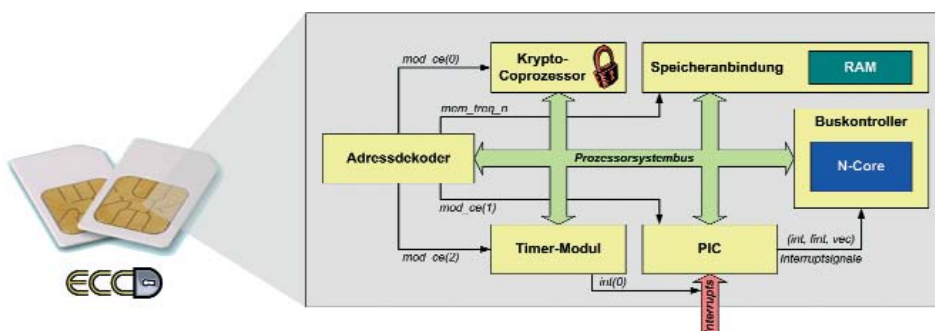 mod_ce(0)
Krypto-
Coprozessor
Speicheranbindung
RAM
mem_treq_n
Buskontroller
N-Core
Adressdekoder
Prozessorsystembus
mod_ce(1)
mod_ce(2)
Timer-Modul
PIC
(int, fint, vec)
Interruptsignale
int(0)
Interrupts
ECC